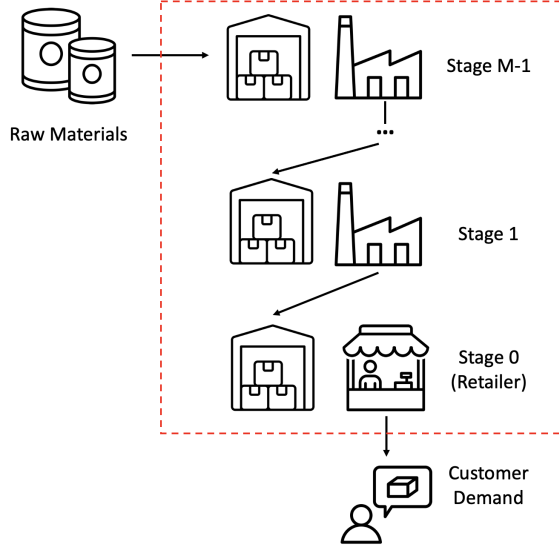 Stage M-1
Raw Materials
...
Stage 1
Stage 0
(Retailer)
Customer
Demand